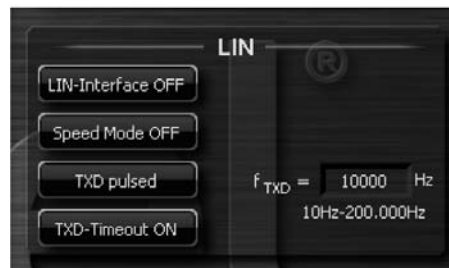 LIN
®
LIN-Interface OFF
Speed Mode OFF
TXD pulsed
f TXD = 10000 Hz
10Hz-200.000Hz
TXD-Timeout ON